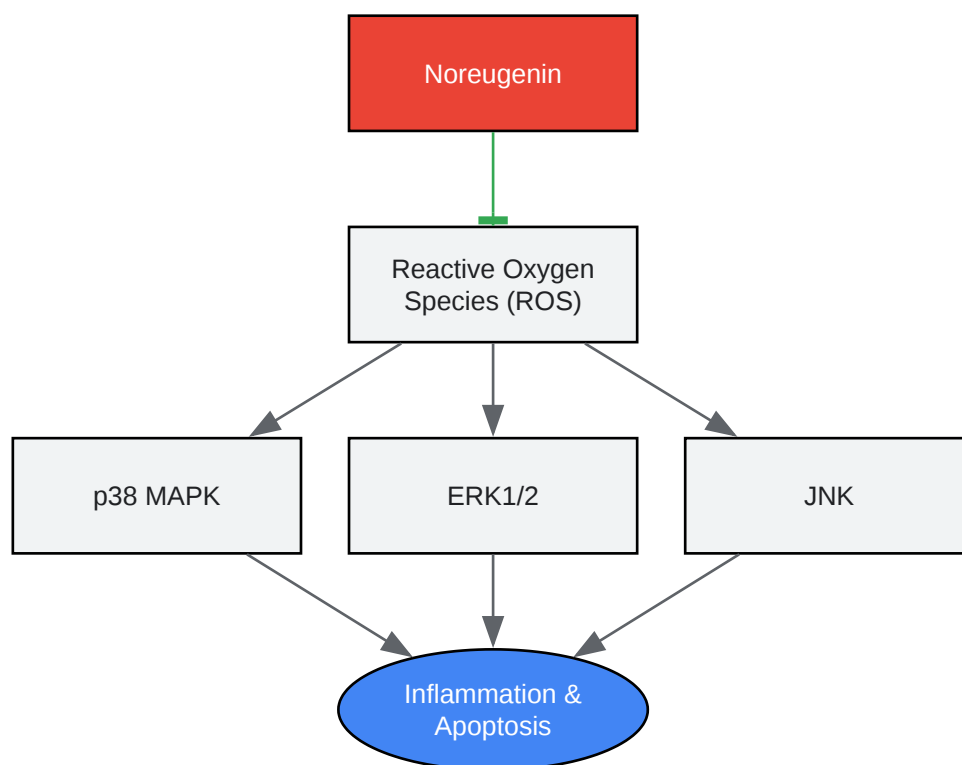 Noreugenin
Reactive Oxygen
Species (ROS)
p38 MAPK
ERK1/2
JNK
Inflammation &
Apoptosis